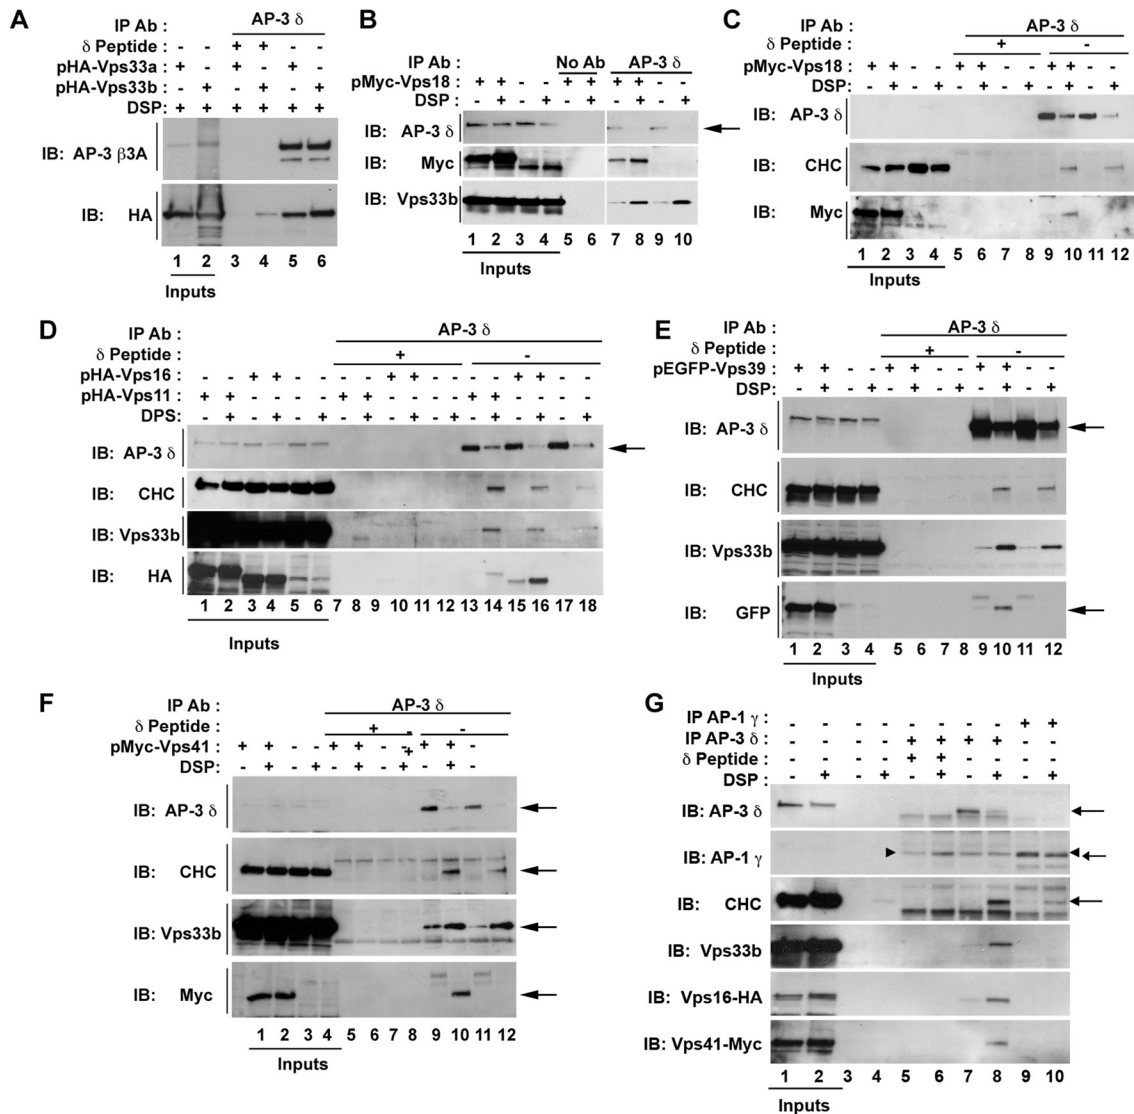 A
IP Ab :
AP-3 δ
δ Peptide : - - + + - -
pHA-Vps33a : + - + - + -
pHA-Vps33b : - + - + - +
DSP : + + + + + +
IB: AP-3 β3A
IB: HA
1 2 3 4 5 6
Inputs
B
IP Ab :
No Ab
AP-3 δ
pMyc-Vps18 : + + - - + + + + - -
DSP : - + - + - + - + - +
IB: AP-3 δ
IB: Myc
IB: Vps33b
1 2 3 4 5 6 7 8 9 10
Inputs
C
IP Ab :
AP-3 δ
δ Peptide :
+
-
pMyc-Vps18 : + + - - + + - - + + - -
DSP : - + - + - + - + - + - +
IB: AP-3 δ
IB: CHC
IB: Myc
1 2 3 4 5 6 7 8 9 10 11 12
Inputs
D
IP Ab :
AP-3 δ
δ Peptide :
+
-
pHA-Vps16 : - - + + - - - - + + - - - - + + - -
pHA-Vps11 : + + - - - - + + - - - - + + - - - -
DPS : - + - + - + - + - + - + - + - + - +
IB: AP-3 δ
IB: CHC
IB: Vps33b
IB: HA
1 2 3 4 5 6 7 8 9 10 11 12 13 14 15 16 17 18
Inputs
E
IP Ab :
AP-3 δ
δ Peptide :
+
-
pEGFP-Vps39 : + + - - + + - - + + - -
DSP : - + - + - + - + - + - +
IB: AP-3 δ
IB: CHC
IB: Vps33b
IB: GFP
1 2 3 4 5 6 7 8 9 10 11 12
Inputs
F
IP Ab :
AP-3 δ
δ Peptide :
+ -
-
pMyc-Vps41 : + + - - + + - - + + + -
DSP : - + - + - + - + - + -
IB: AP-3 δ
IB: CHC
IB: Vps33b
IB: Myc
1 2 3 4 5 6 7 8 9 10 11 12
Inputs
G
IP AP-1 γ : - - - - - - - - + +
IP AP-3 δ : - - - - + + + + - -
δ Peptide : - - - - + + - - - -
DSP : - + - + - + - + - +
IB: AP-3 δ
IB: AP-1 γ
IB: CHC
IB: Vps33b
IB: Vps16-HA
IB: Vps41-Myc
1 2 3 4 5 6 7 8 9 10
Inputs